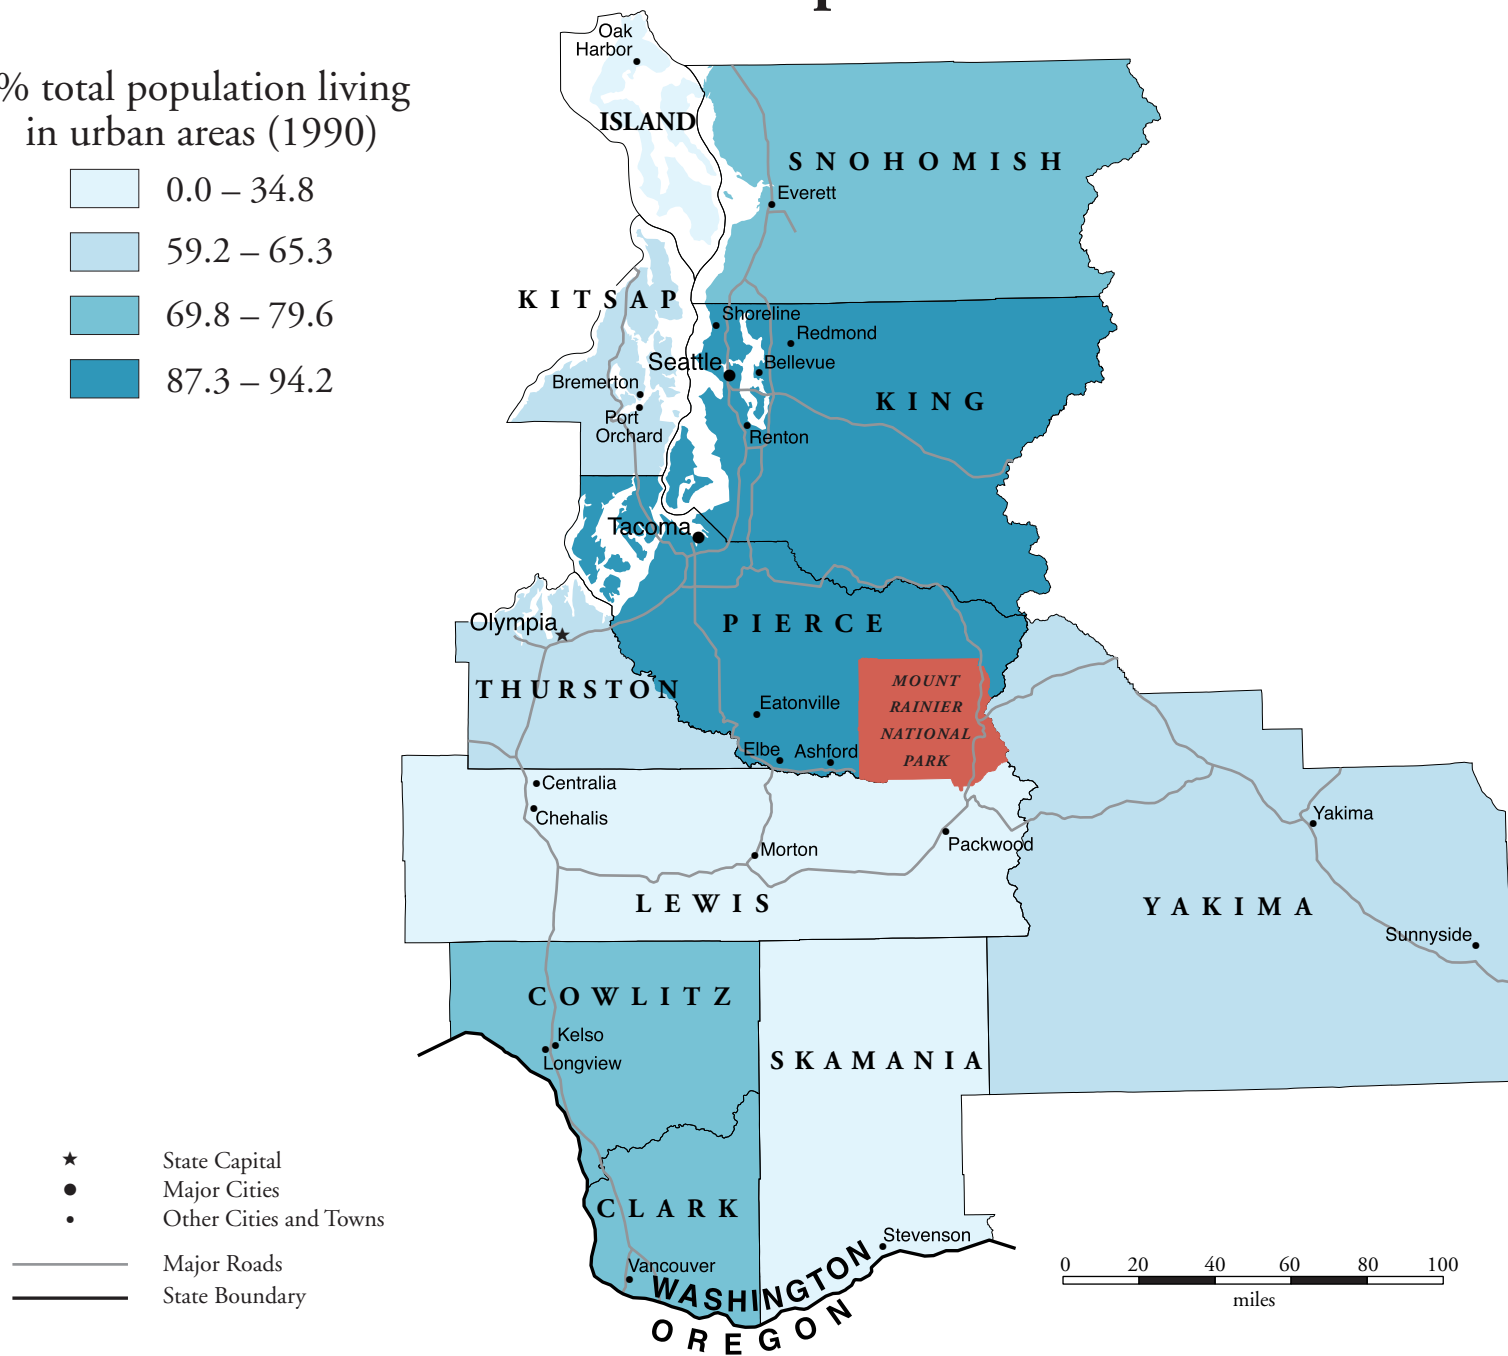 % total population living
in urban areas (1990)
0.0 – 34.8
59.2 – 65.3
69.8 – 79.6
87.3 – 94.2
Oak
Harbor
ISLAND
SNOHOMISH
Everett
KITSAP
Shoreline
Redmond
Seattle
Bellevue
Bremerton
KING
Port
Orchard
Renton
Tacoma
Olympia
PIERCE
THURSTON
MOUNT
RAINIER
NATIONAL
PARK
Eatonville
Elbe
Ashford
Centralia
Chehalis
Yakima
Morton
Packwood
LEWIS
YAKIMA
Sunnyside
COWLITZ
Kelso
Longview
SKAMANIA
CLARK
Stevenson
Vancouver
WASHINGTON
OREGON
State Capital
Major Cities
Other Cities and Towns
Major Roads
State Boundary
0 20 40 60 80 100
miles